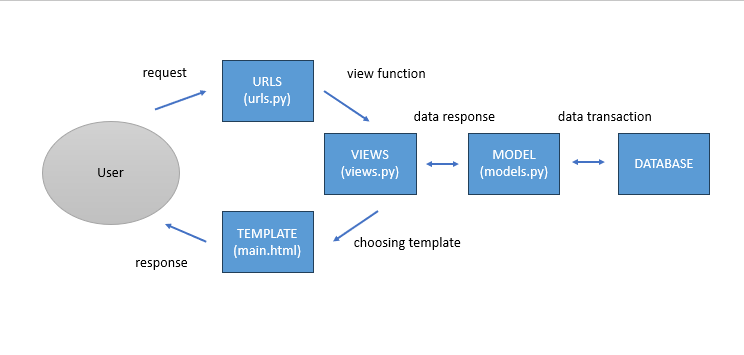 request
URLS
(urls.py)
view function
data response
data transaction
User
VIEWS
(views.py)
MODEL
(models.py)
DATABASE
TEMPLATE
(main.html)
choosing template
response